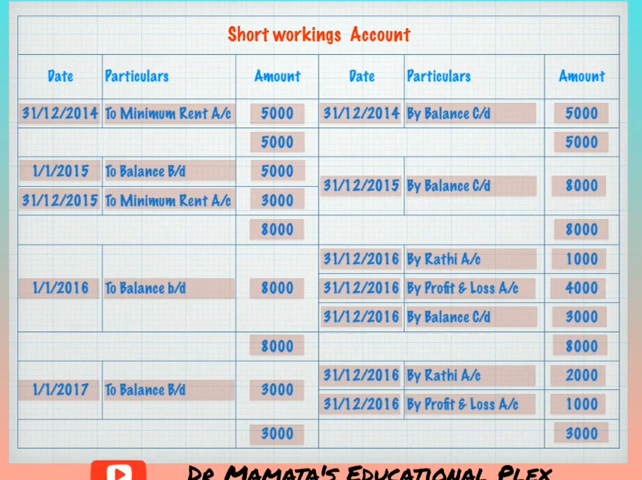 Short workings Account
Date Particulars Amount Date Particulars Amount
31/12/2014 To Minimum Rent A/c 5000 31/12/2014 By Balance C/d 5000
5000 5000
1/1/2015 To Balance B/d 5000
31/12/2015 By Balance C/d 8000
31/12/2015 To Minimum Rent A/c 3000
8000 8000
31/12/2016 By Rathi A/c 1000
1/1/2016 To Balance b/d 8000 31/12/2016 By Profit & Loss A/c 4000
31/12/2016 By Balance C/d 3000
8000 8000
31/12/2016 By Rathi A/c 2000
1/1/2017 To Balance B/d 3000
31/12/2016 By Profit & Loss A/c 1000
3000 3000
Dr Mamata's Educational Plex